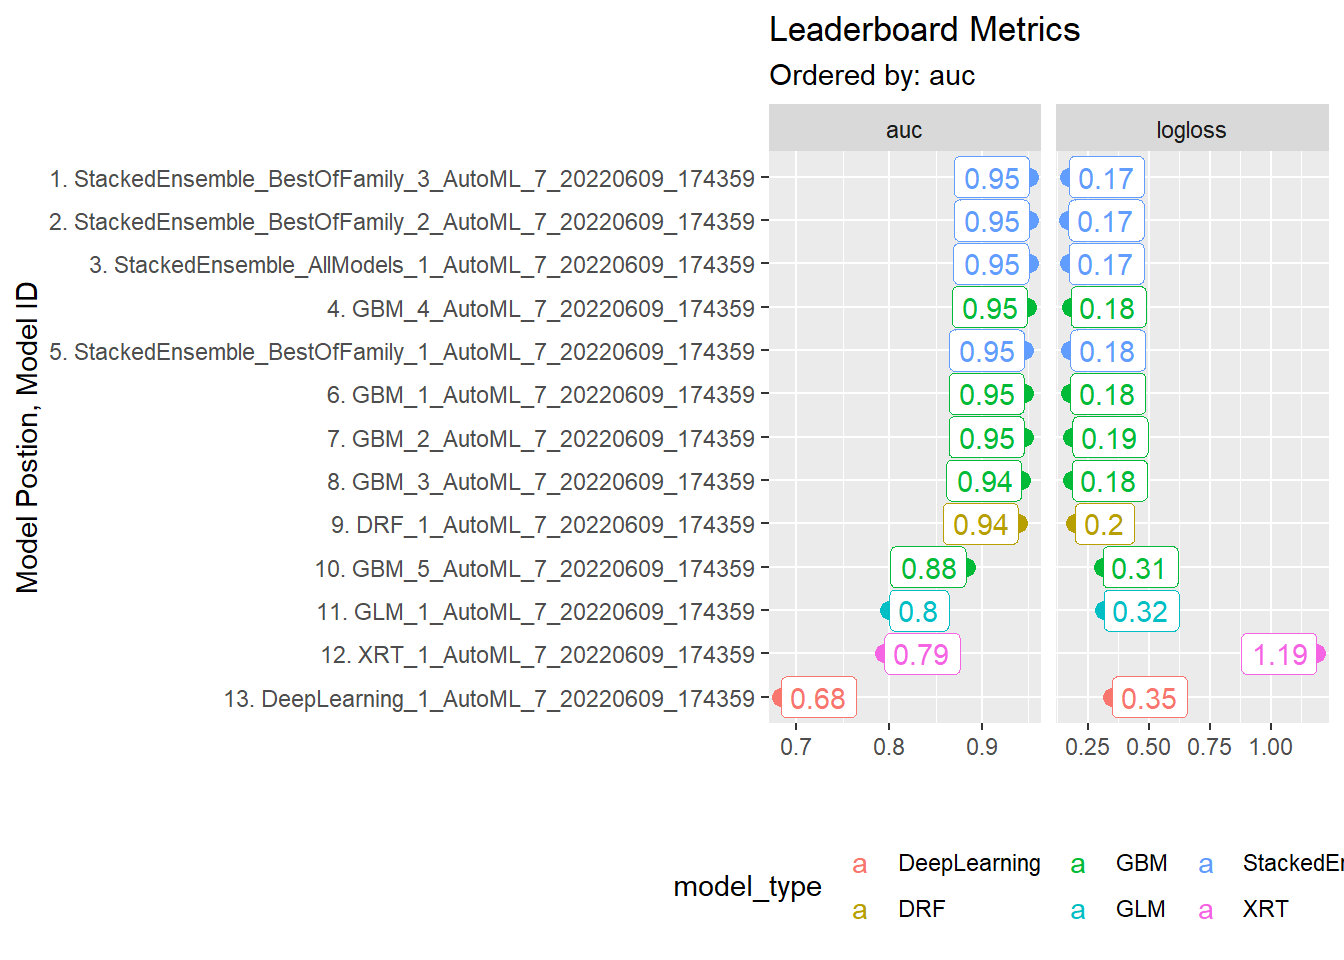 Leaderboard Metrics
Ordered by: auc
auc logloss
Model Postion, Model ID
1. StackedEnsemble_BestOfFamily_3_AutoML_7_20220609_174359 0.95 0.17
2. StackedEnsemble_BestOfFamily_2_AutoML_7_20220609_174359 0.95 0.17
3. StackedEnsemble_AllModels_1_AutoML_7_20220609_174359 0.95 0.17
4. GBM_4_AutoML_7_20220609_174359 0.95 0.18
5. StackedEnsemble_BestOfFamily_1_AutoML_7_20220609_174359 0.95 0.18
6. GBM_1_AutoML_7_20220609_174359 0.95 0.18
7. GBM_2_AutoML_7_20220609_174359 0.95 0.19
8. GBM_3_AutoML_7_20220609_174359 0.94 0.18
9. DRF_1_AutoML_7_20220609_174359 0.94 0.2
10. GBM_5_AutoML_7_20220609_174359 0.88 0.31
11. GLM_1_AutoML_7_20220609_174359 0.8 0.32
12. XRT_1_AutoML_7_20220609_174359 0.79 1.19
13. DeepLearning_1_AutoML_7_20220609_174359 0.68 0.35
0.7 0.8 0.9 0.25 0.50 0.75 1.00
model_type
a DeepLearning a GBM a StackedEr
a DRF a GLM a XRT